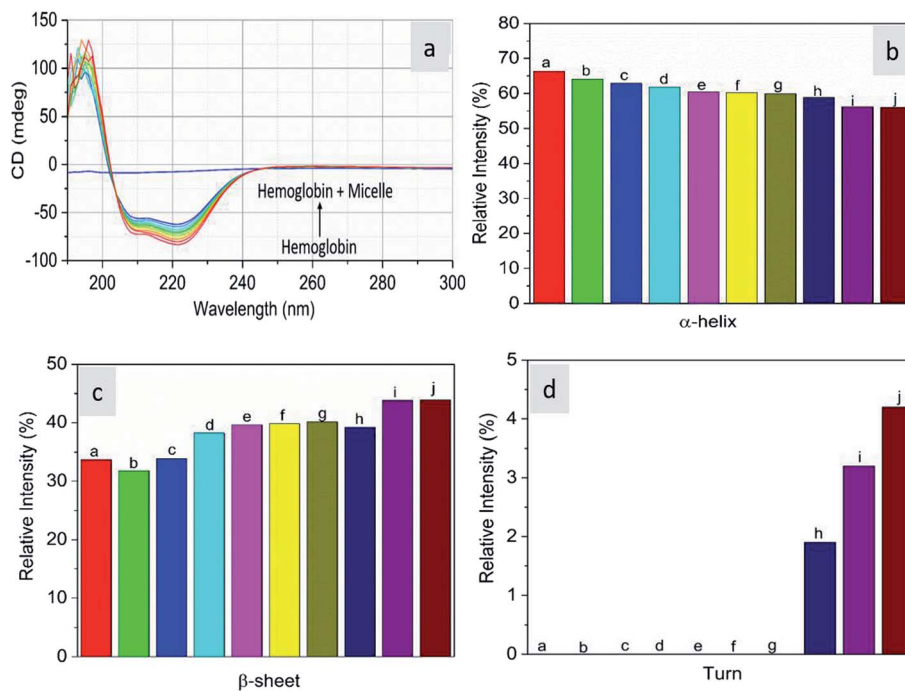 a
CD (mdeg)
150
100
50
0
-50
-100
Hemoglobin + Micelle
Hemoglobin
200 220 240 260 280 300
Wavelength (nm)
b
Relative Intensity (%)
80
70
60
50
40
30
20
10
0
a b c d e f g h i j
α-helix
c
Relative Intensity (%)
50
40
30
20
10
0
a b c d e f g h i j
β-sheet
d
Relative Intensity (%)
5
4
3
2
1
0
a b c d e f g h i j
Turn